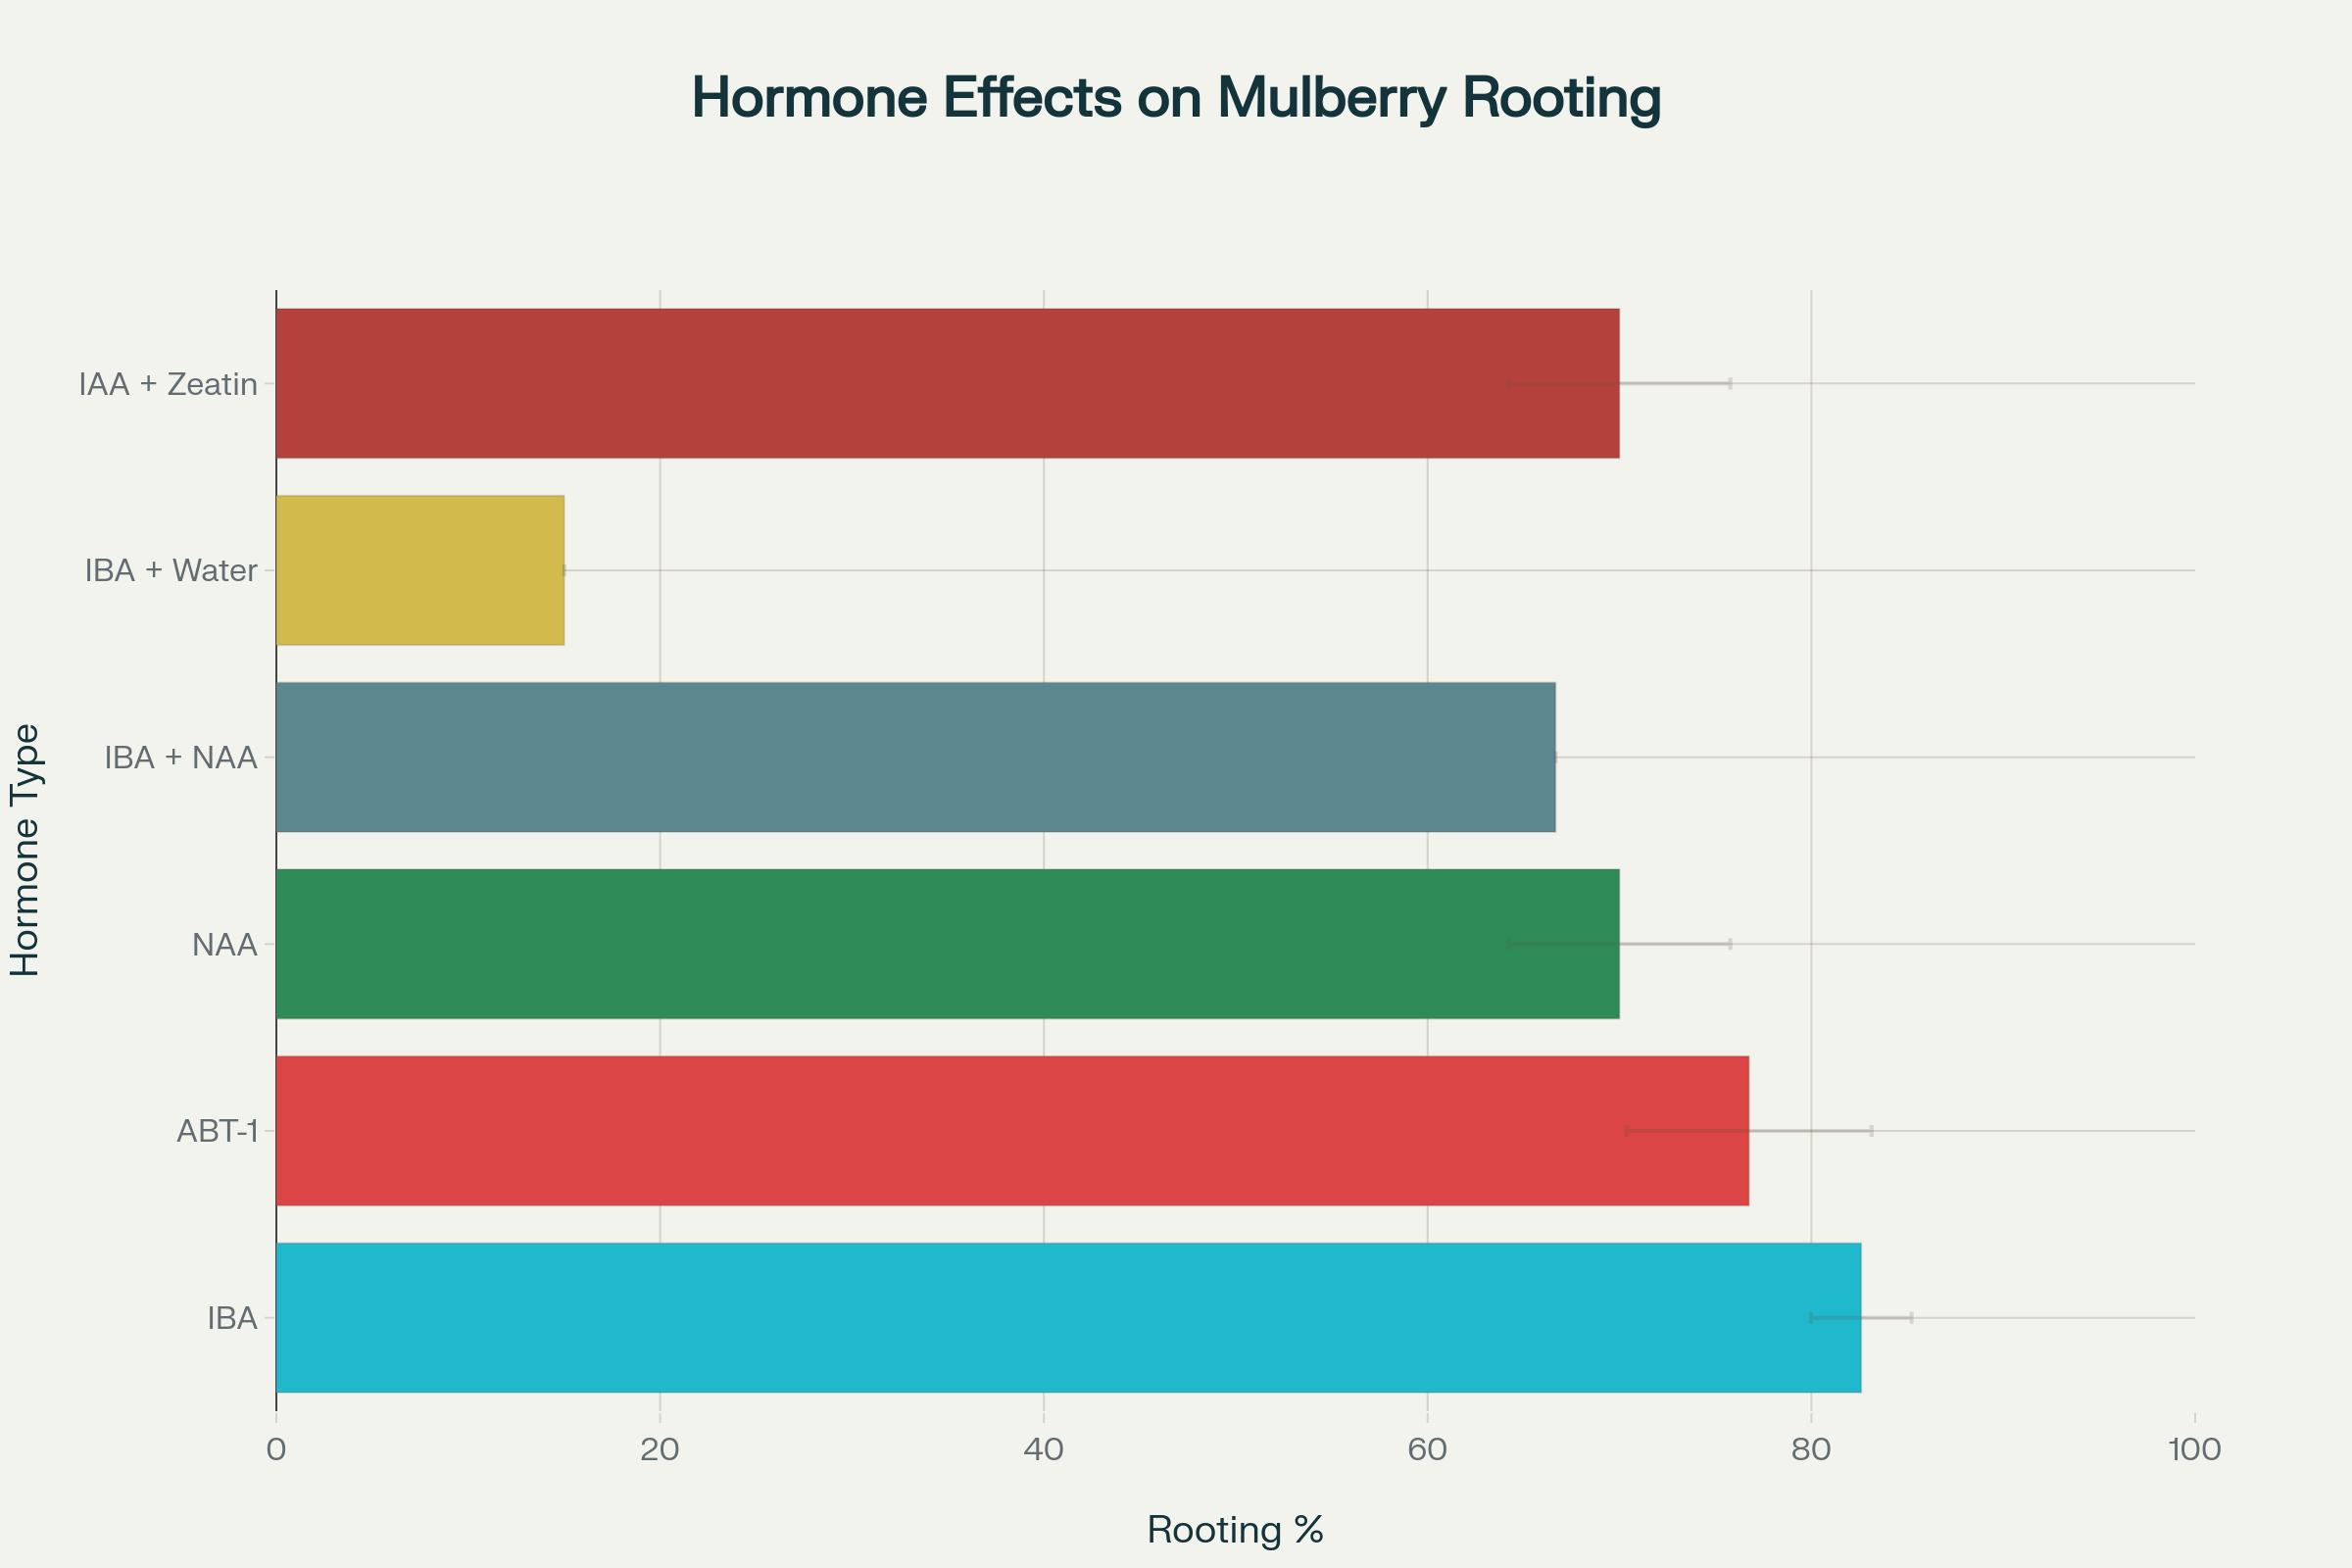 Hormone Effects on Mulberry Rooting
IAA + Zeatin
IBA + Water
IBA + NAA
NAA
ABT-1
IBA
Hormone Type
0 20 40 60 80 100
Rooting %